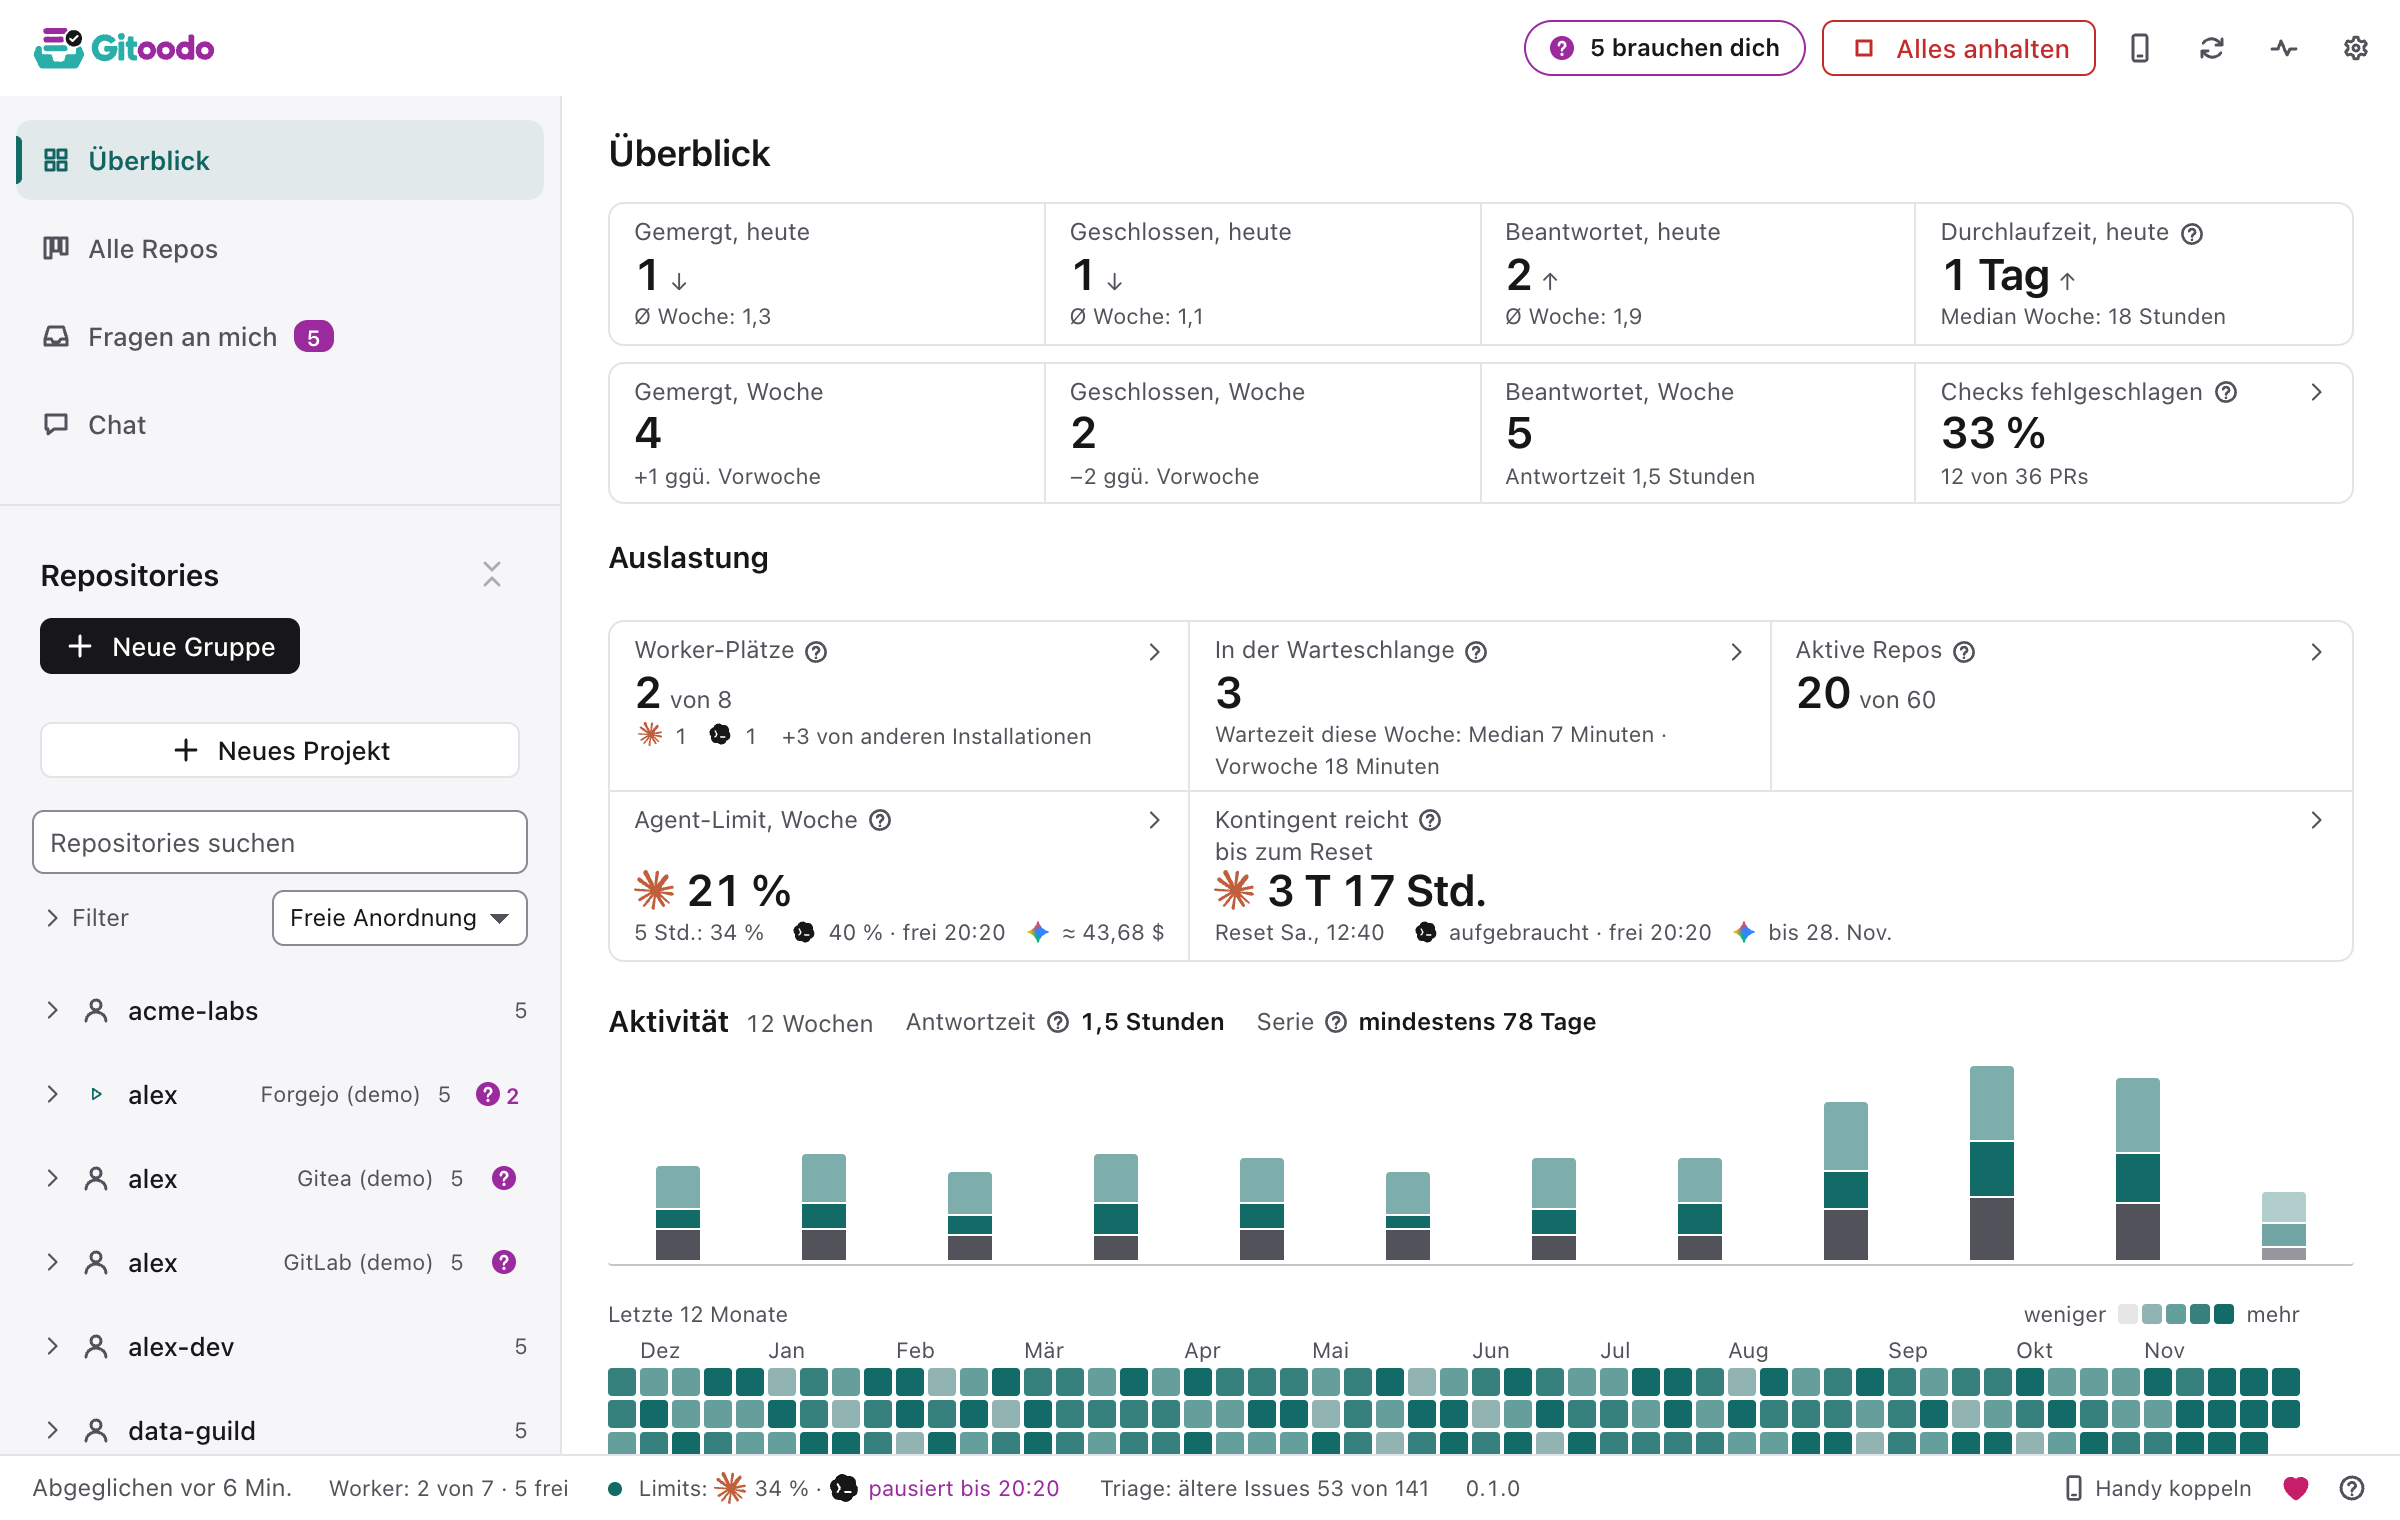 Gitoodo
5 brauchen dich
Alles anhalten
Überblick
Alle Repos
Fragen an mich 5
Chat
Repositories
Neue Gruppe
Neues Projekt
Repositories suchen
Filter
Freie Anordnung
acme-labs 5
alex Forgejo (demo) 5 2
alex Gitea (demo) 5
alex GitLab (demo) 5
alex-dev 5
data-guild 5
Überblick
Gemergt, heute
1 ↓
Ø Woche: 1,3
Geschlossen, heute
1 ↓
Ø Woche: 1,1
Beantwortet, heute
2 ↑
Ø Woche: 1,9
Durchlaufzeit, heute
1 Tag ↑
Median Woche: 18 Stunden
Gemergt, Woche
4
+1 ggü. Vorwoche
Geschlossen, Woche
2
−2 ggü. Vorwoche
Beantwortet, Woche
5
Antwortzeit 1,5 Stunden
Checks fehlgeschlagen
33 %
12 von 36 PRs
Auslastung
Worker-Plätze
2 von 8
1 1 +3 von anderen Installationen
In der Warteschlange
3
Wartezeit diese Woche: Median 7 Minuten ·
Vorwoche 18 Minuten
Aktive Repos
20 von 60
Agent-Limit, Woche
21 %
5 Std.: 34 % 40 % · frei 20:20 ≈ 43,68 $
Kontingent reicht
bis zum Reset
3 T 17 Std.
Reset Sa., 12:40 aufgebraucht · frei 20:20 bis 28. Nov.
Aktivität 12 Wochen Antwortzeit 1,5 Stunden Serie mindestens 78 Tage
Letzte 12 Monate
weniger mehr
Dez Jan Feb Mär Apr Mai Jun Jul Aug Sep Okt Nov
Abgeglichen vor 6 Min. Worker: 2 von 7 · 5 frei Limits: 34 % · pausiert bis 20:20 Triage: ältere Issues 53 von 141 0.1.0 Handy koppeln